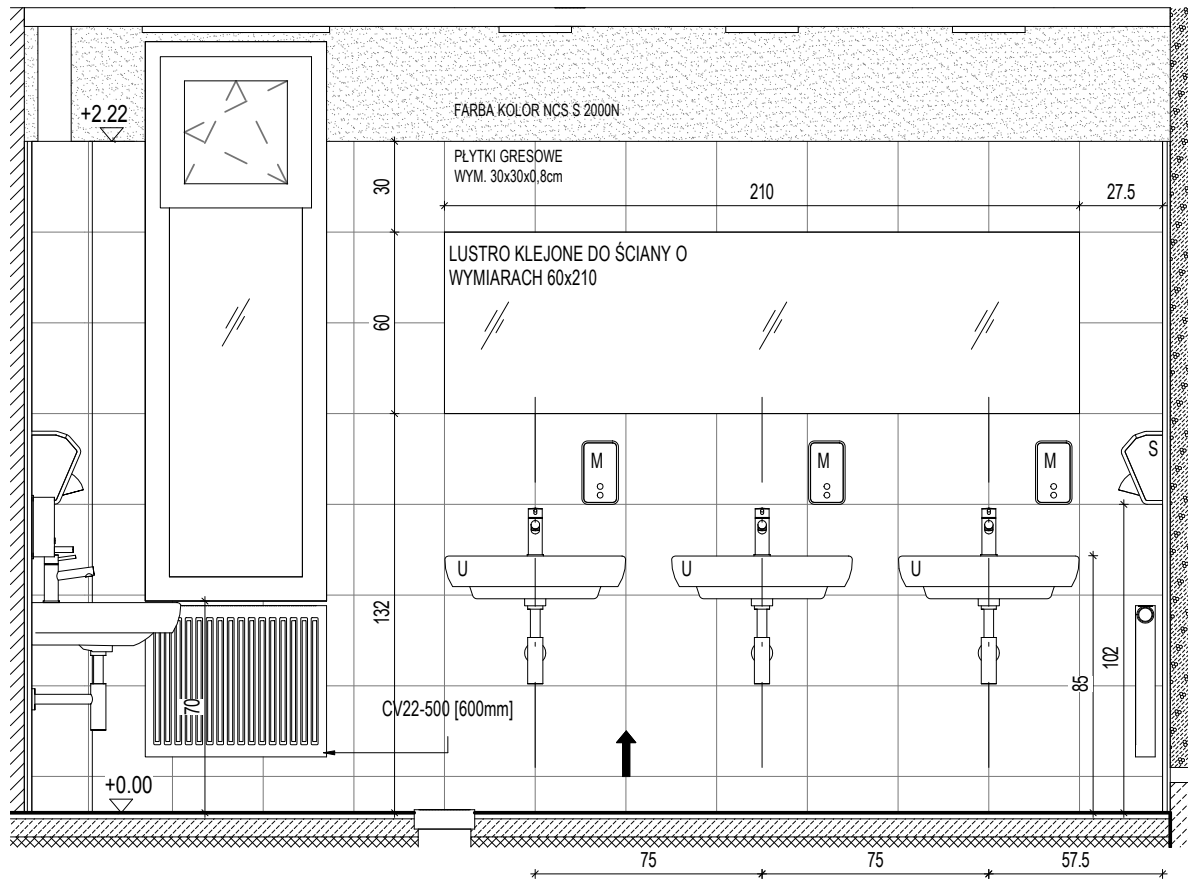 +2.22
FARBA KOLOR NCS S 2000N
PŁYTKI GRESOWE
WYM. 30x30x0,8cm
30
210
27.5
LUSTRO KLEJONE DO ŚCIANY O
WYMIARACH 60x210
60
M
M
M
S
U
U
U
132
102
85
70
CV22-500 [600mm]
+0.00
75
75
57.5